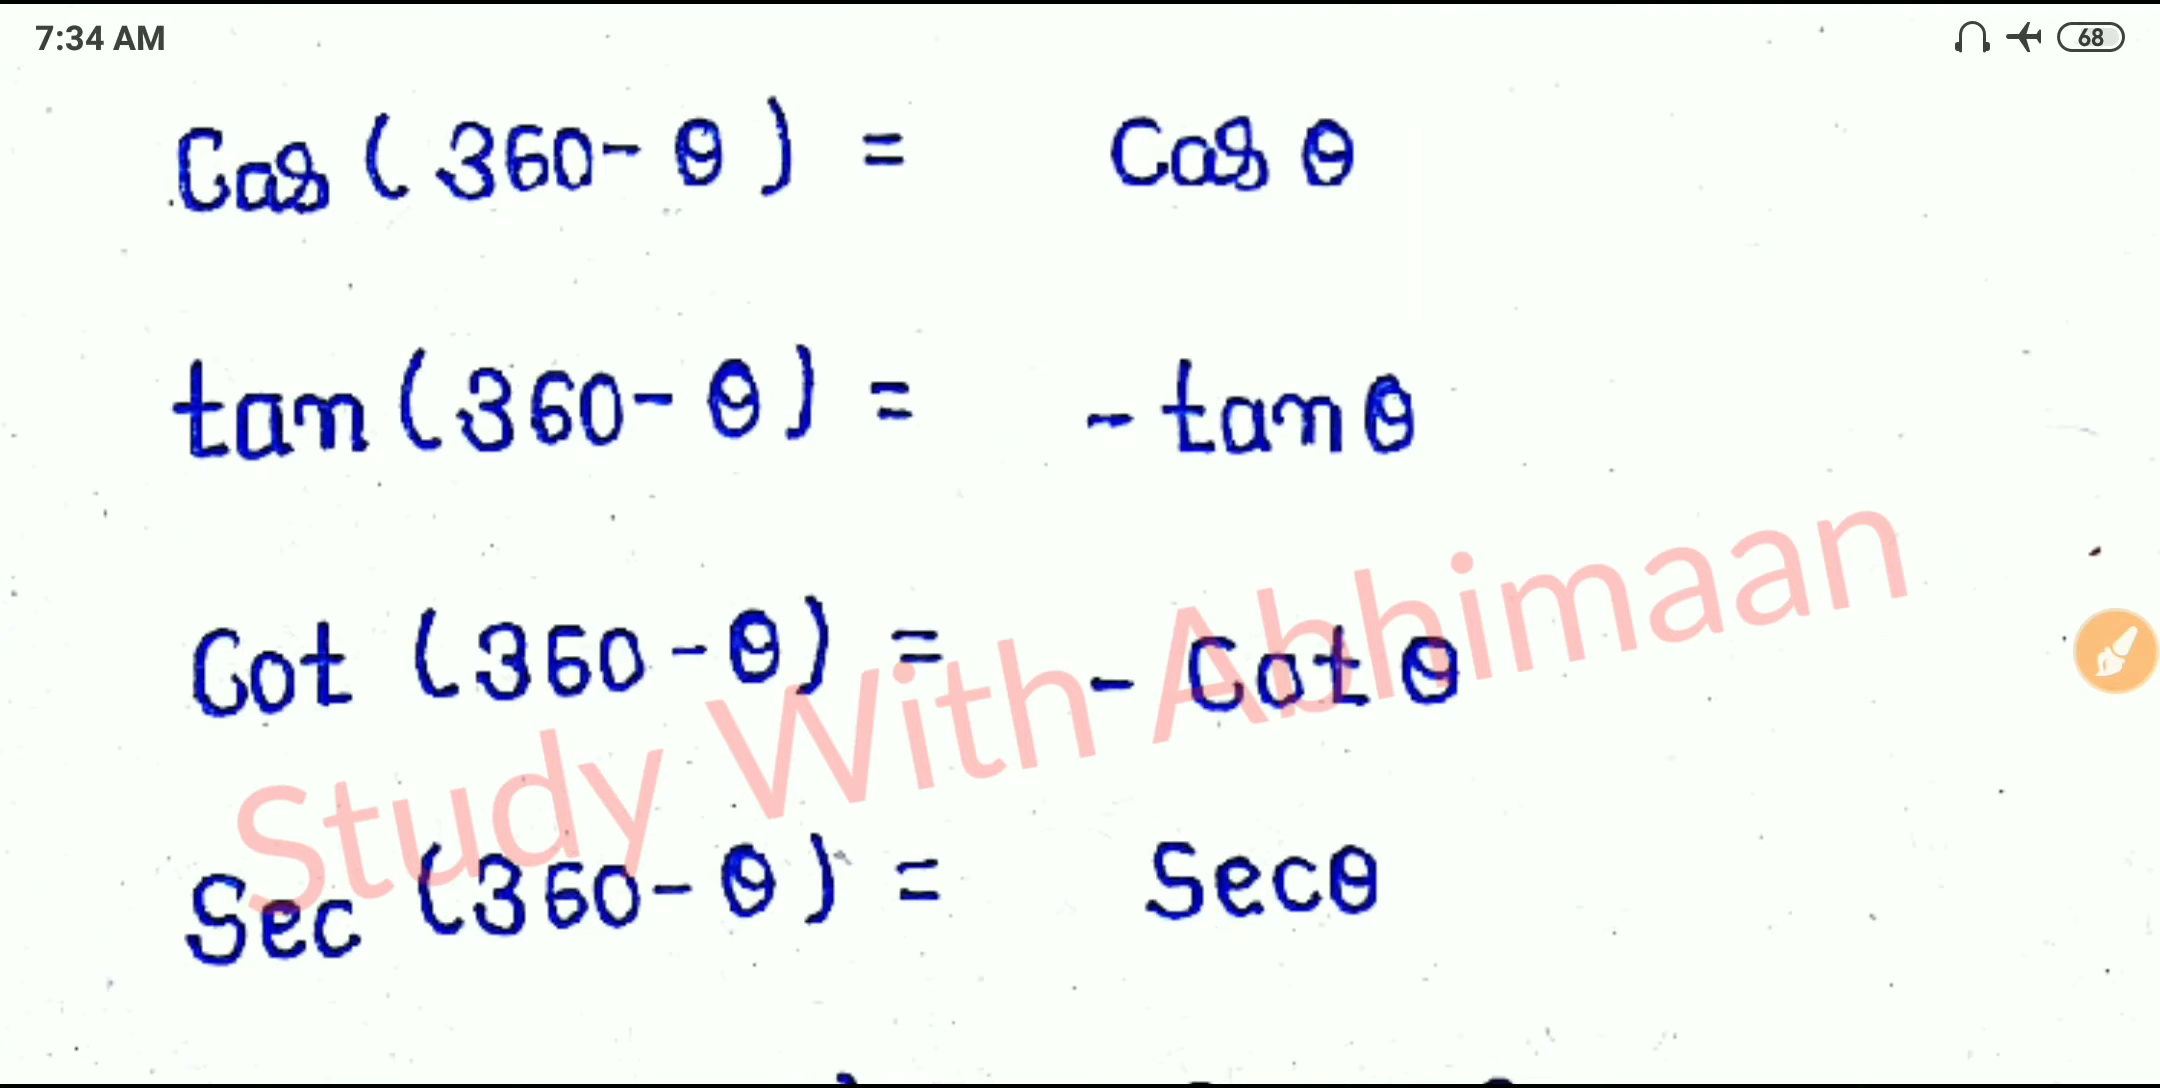 7:34 AM 68
Cos (360-θ) = Cos θ
tan (360-θ) = - tan θ
Cot (360-θ) = - Cot θ
Study With Abhimaan
Sec (360-θ) = Sec θ